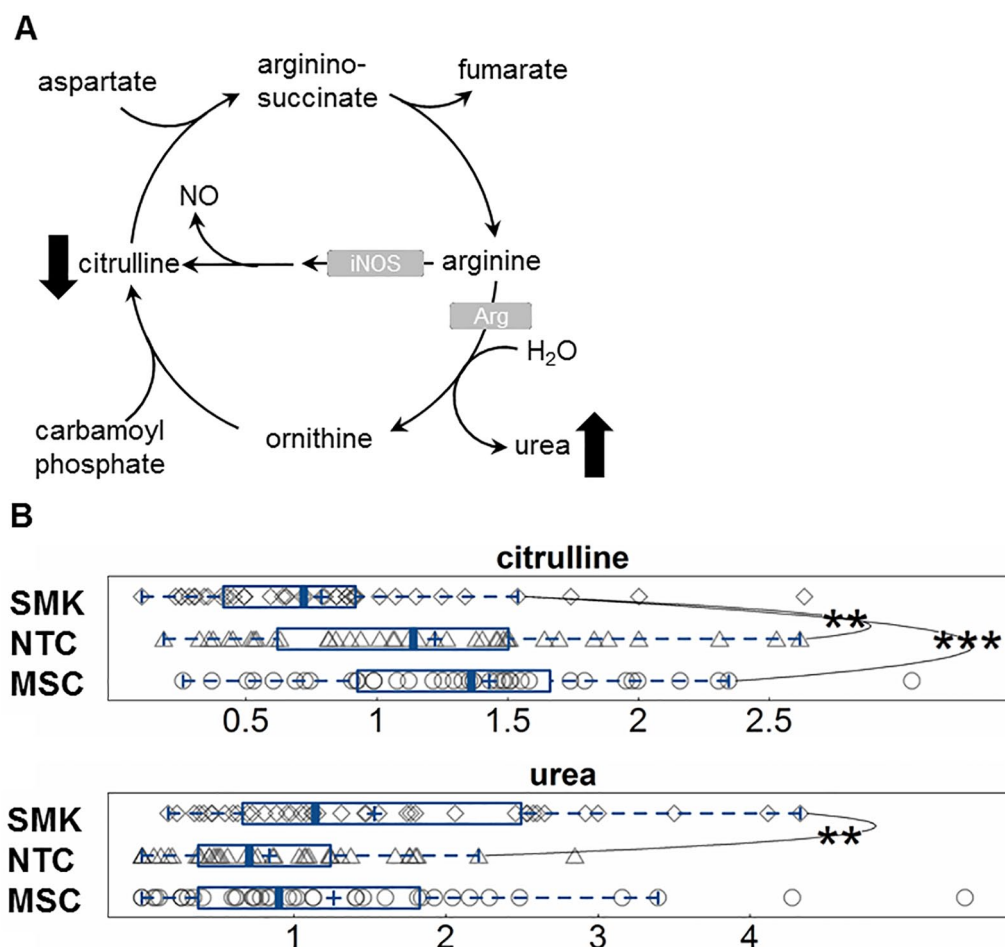 A
aspartate
arginino-
succinate
fumarate
NO
citrulline
iNOS
arginine
Arg
H₂O
carbamoyl
phosphate
ornithine
urea
B
citrulline
SMK
**
NTC
***
MSC
0.5 1 1.5 2 2.5
urea
SMK
**
NTC
MSC
1 2 3 4